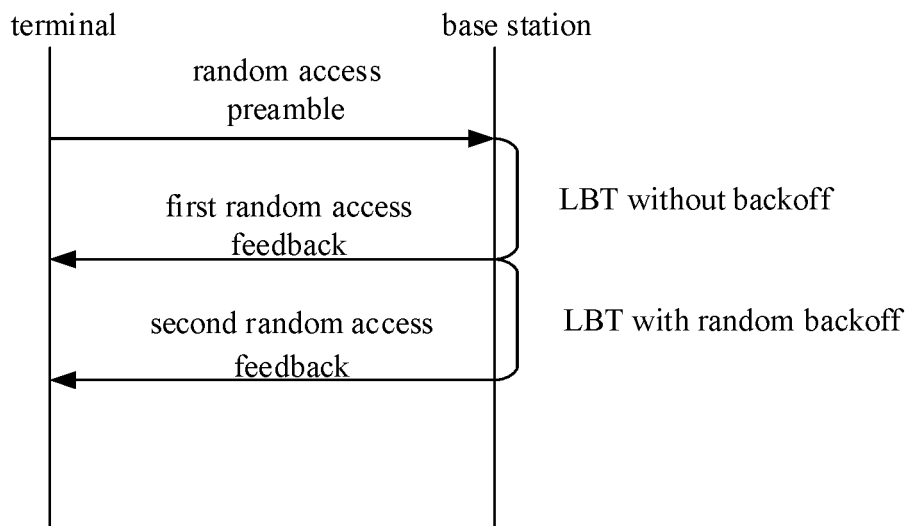 terminal
base station
random access
preamble
LBT without backoff
first random access
feedback
LBT with random backoff
second random access
feedback